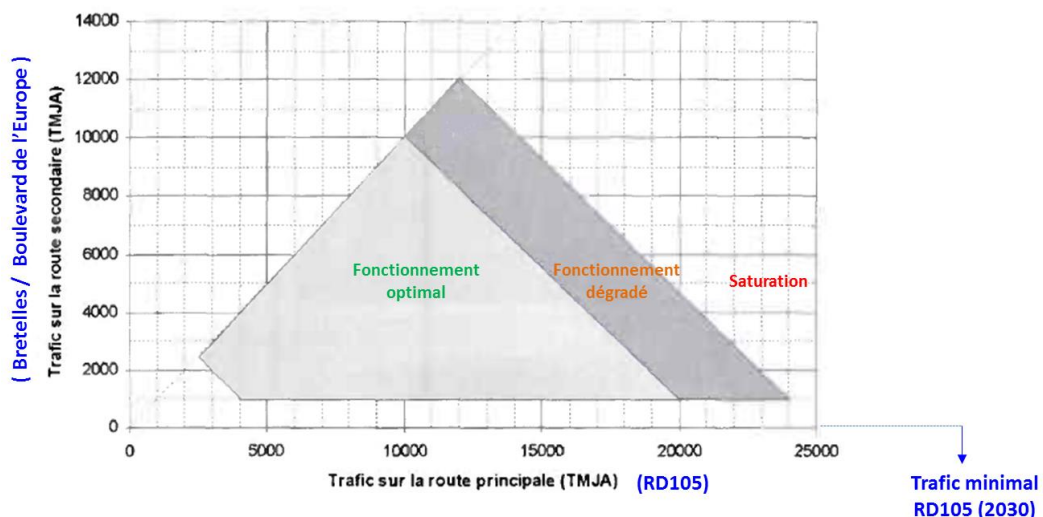 ( Bretelles / Boulevard de l'Europe )
Trafic sur la route secondaire (TMJA)
14000
12000
10000
8000
6000
4000
2000
0
Fonctionnement
optimal
Fonctionnement
dégradé
Saturation
0 5000 10000 15000 20000 25000
Trafic sur la route principale (TMJA) (RD105)
Trafic minimal
RD105 (2030)